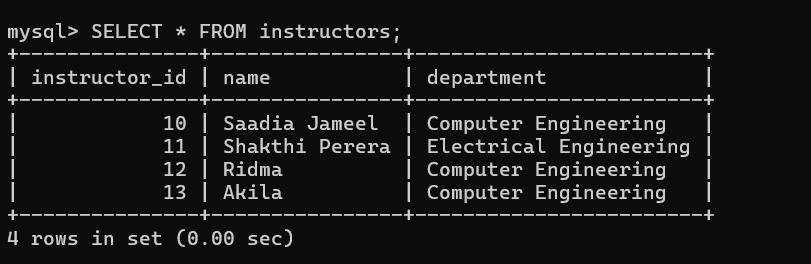 mysql> SELECT * FROM instructors;
+---------------+----------------+------------------------+
| instructor_id | name           | department             |
+---------------+----------------+------------------------+
|            10 | Saadia Jameel  | Computer Engineering   |
|            11 | Shakthi Perera | Electrical Engineering |
|            12 | Ridma          | Computer Engineering   |
|            13 | Akila          | Computer Engineering   |
+---------------+----------------+------------------------+
4 rows in set (0.00 sec)